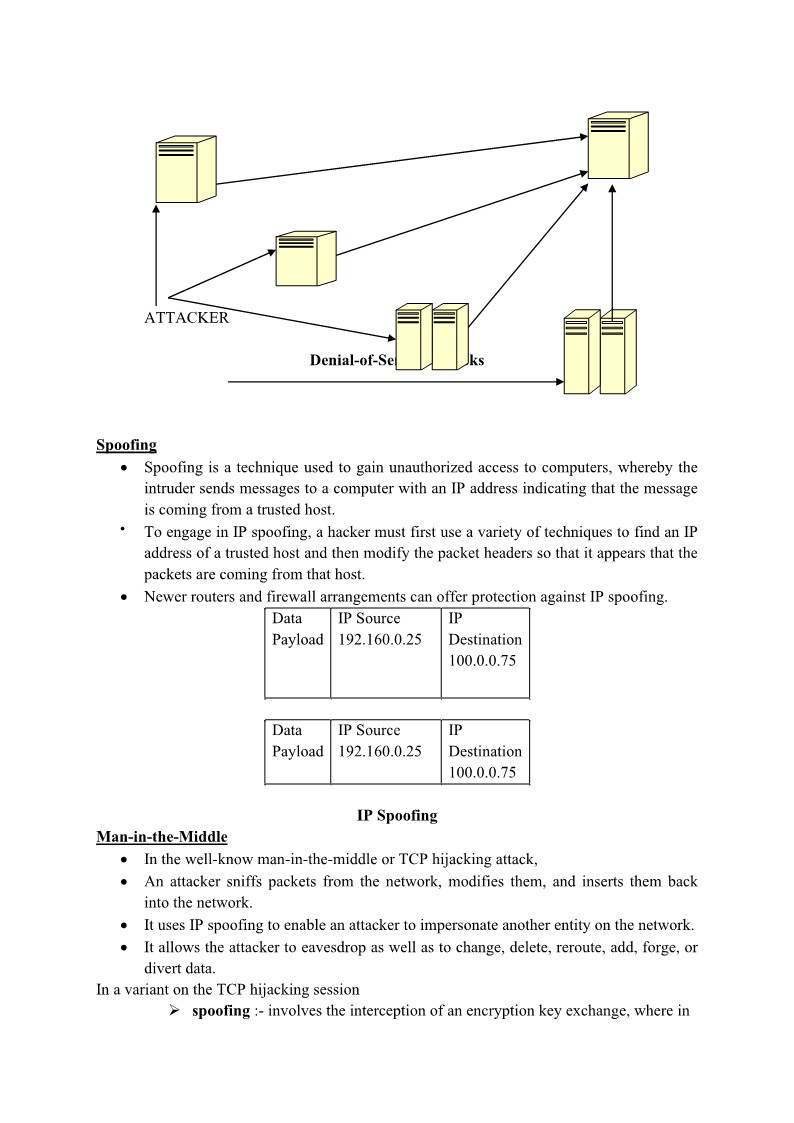 ATTACKER
Denial-of-Se ks
Spoofing
• Spoofing is a technique used to gain unauthorized access to computers, whereby the
intruder sends messages to a computer with an IP address indicating that the message
is coming from a trusted host.
• To engage in IP spoofing, a hacker must first use a variety of techniques to find an IP
address of a trusted host and then modify the packet headers so that it appears that the
packets are coming from that host.
• Newer routers and firewall arrangements can offer protection against IP spoofing.
Data IP Source IP
Payload 192.160.0.25 Destination
100.0.0.75
Data IP Source IP
Payload 192.160.0.25 Destination
100.0.0.75
IP Spoofing
Man-in-the-Middle
• In the well-know man-in-the-middle or TCP hijacking attack,
• An attacker sniffs packets from the network, modifies them, and inserts them back
into the network.
• It uses IP spoofing to enable an attacker to impersonate another entity on the network.
• It allows the attacker to eavesdrop as well as to change, delete, reroute, add, forge, or
divert data.
In a variant on the TCP hijacking session
➢ spoofing :- involves the interception of an encryption key exchange, where in